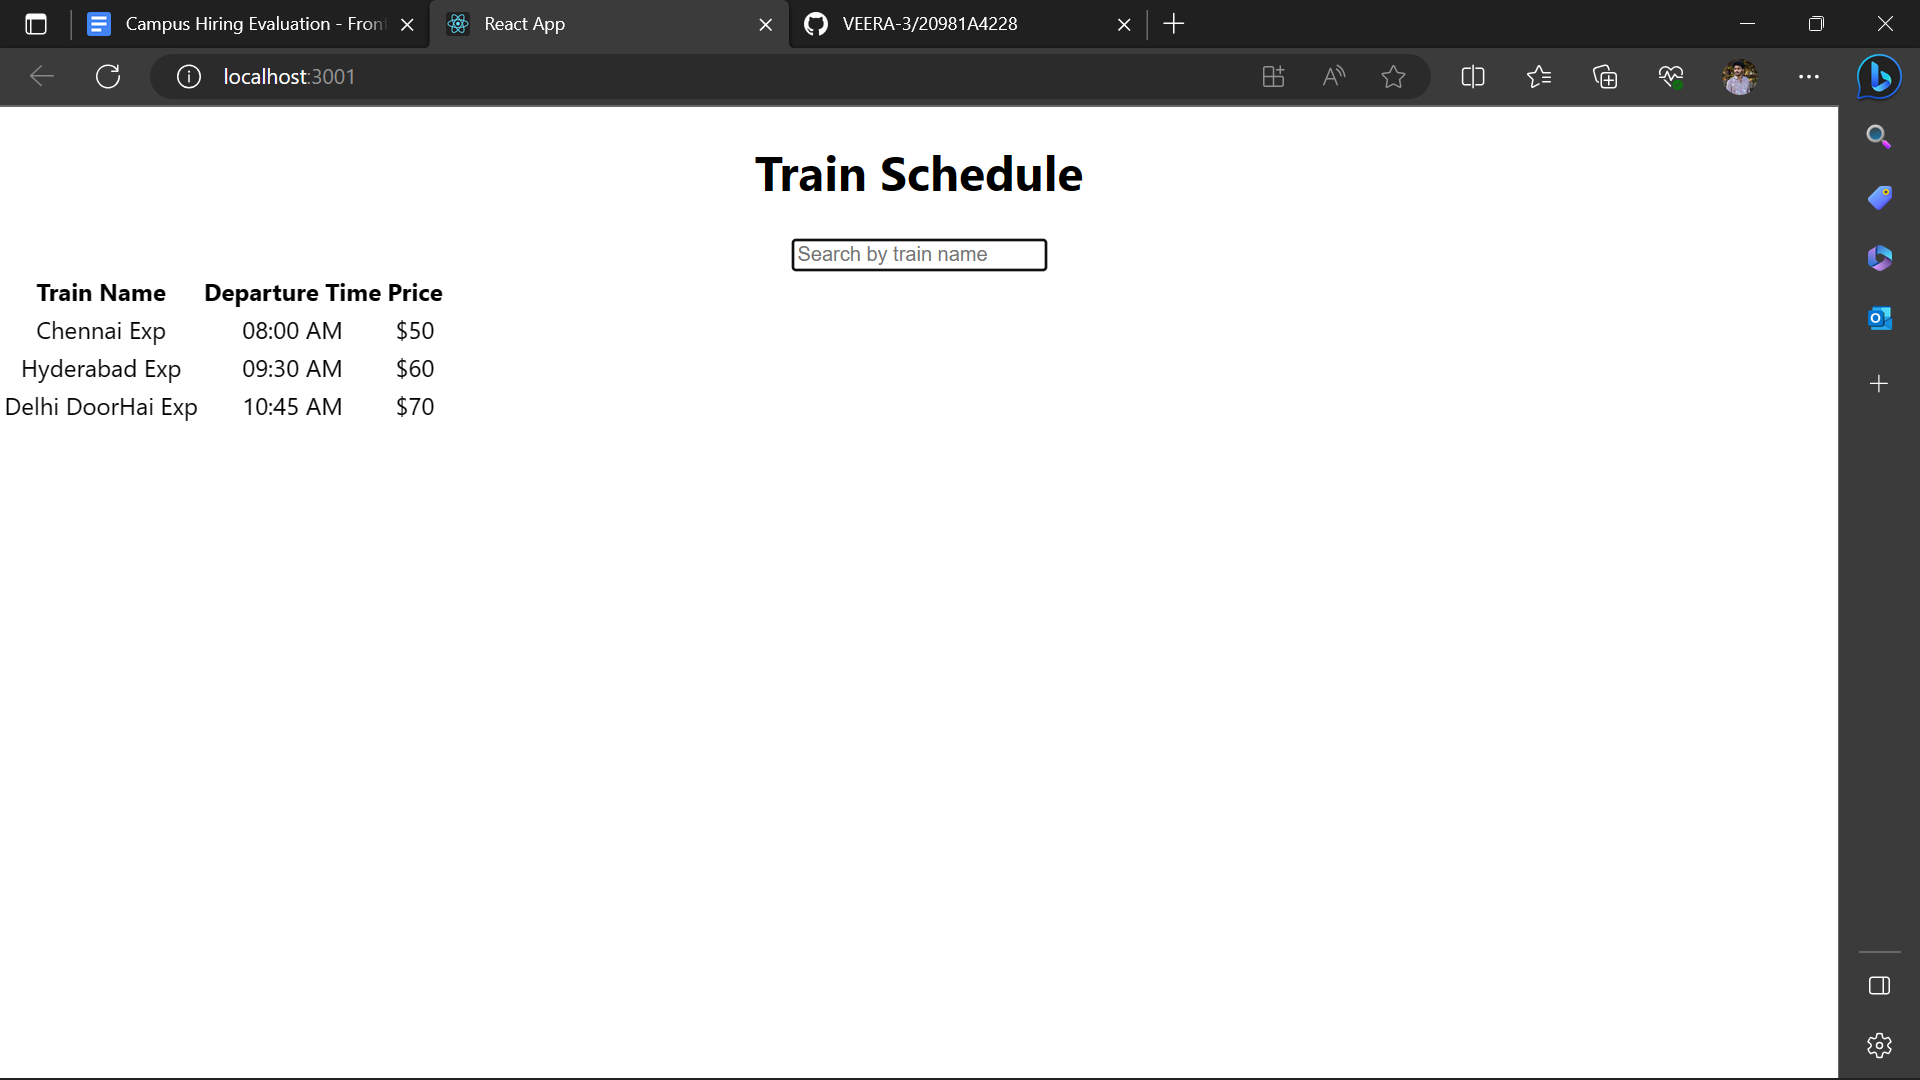 Campus Hiring Evaluation - Fron
React App
VEERA-3/20981A4228
localhost:3001
Train Schedule
Search by train name
Train Name Departure Time Price
Chennai Exp 08:00 AM $50
Hyderabad Exp 09:30 AM $60
Delhi DoorHai Exp 10:45 AM $70